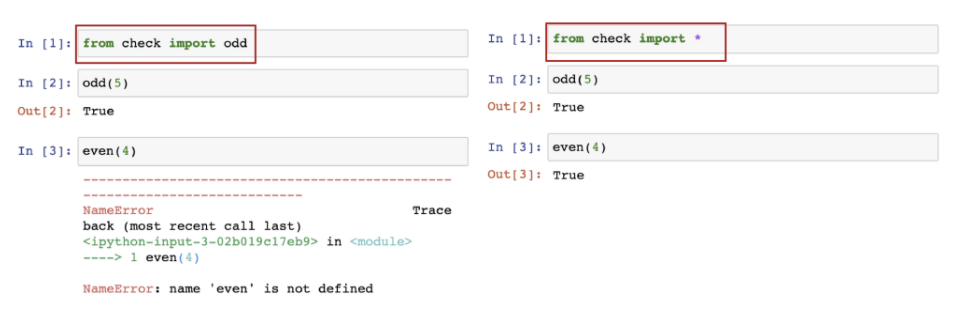 In [1]: from check import odd
In [2]: odd(5)
Out[2]: True
In [3]: even(4)
-----------------------------------------------
----------------------------
NameError                                 Trace
back (most recent call last)
<ipython-input-3-02b019c17eb9> in <module>
----> 1 even(4)
NameError: name 'even' is not defined
In [1]: from check import *
In [2]: odd(5)
Out[2]: True
In [3]: even(4)
Out[3]: True